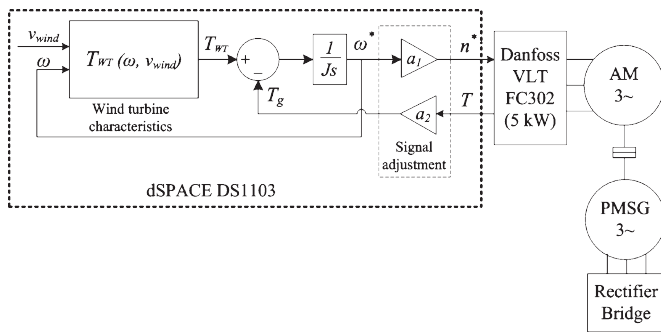 v_wind
ω
T_WT (ω, v_wind)
Wind turbine
characteristics
T_WT
+
−
T_g
1
Js
ω*
a_1
a_2
n*
T
Signal
adjustment
dSPACE DS1103
Danfoss
VLT
FC302
(5 kW)
AM
3~
PMSG
3~
Rectifier
Bridge